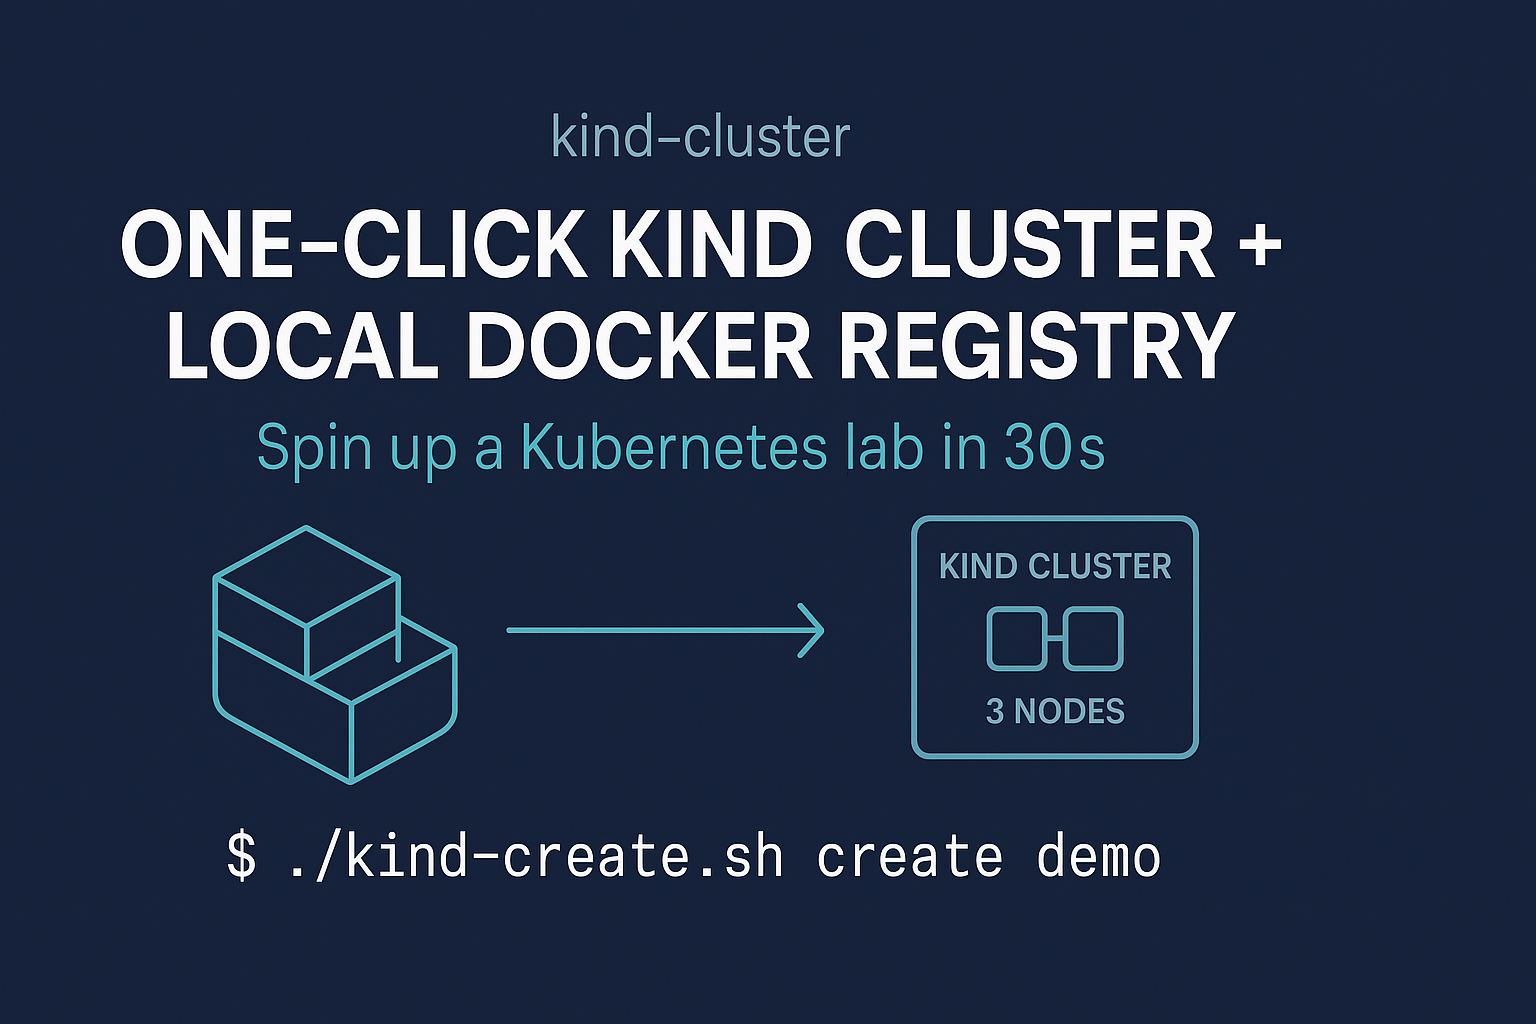 kind-cluster
ONE-CLICK KIND CLUSTER +
LOCAL DOCKER REGISTRY
Spin up a Kubernetes lab in 30s
KIND CLUSTER
3 NODES
$ ./kind-create.sh create demo